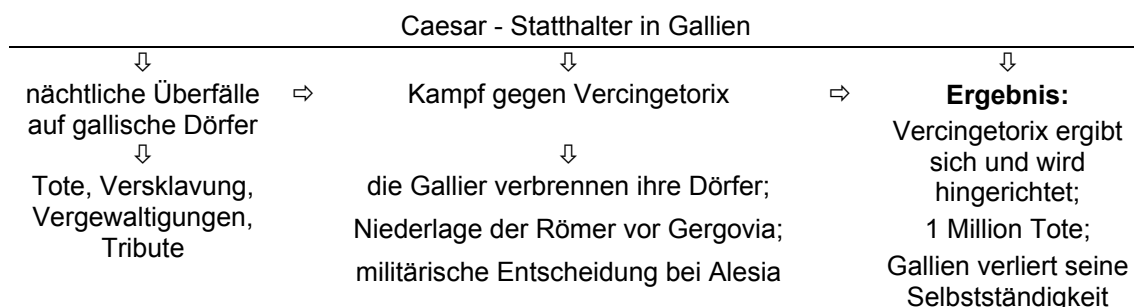 Caesar - Statthalter in Gallien
⇩
nächtliche Überfälle
auf gallische Dörfer
⇩
Tote, Versklavung,
Vergewaltigungen,
Tribute
⇨
⇩
Kampf gegen Vercingetorix
⇩
die Gallier verbrennen ihre Dörfer;
Niederlage der Römer vor Gergovia;
militärische Entscheidung bei Alesia
⇨
⇩
Ergebnis:
Vercingetorix ergibt
sich und wird
hingerichtet;
1 Million Tote;
Gallien verliert seine
Selbstständigkeit